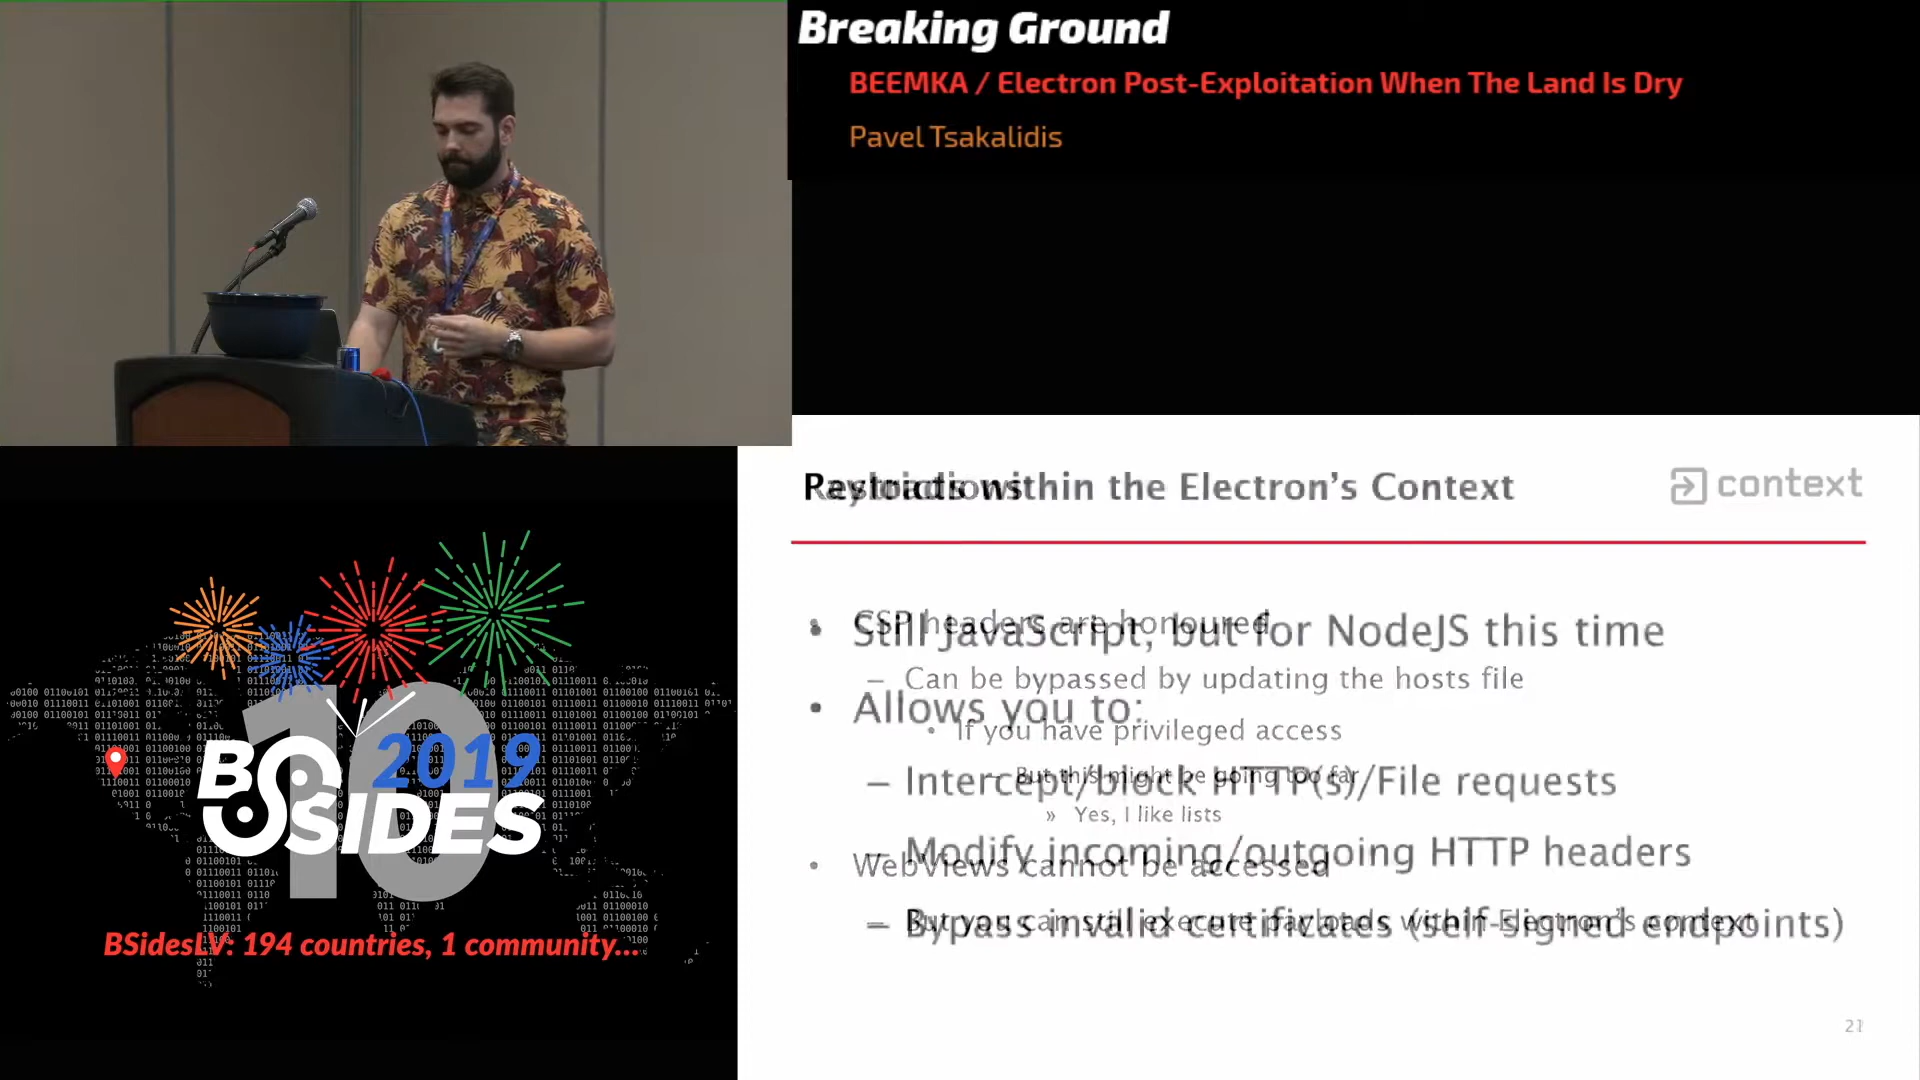 Breaking Ground
BEEMKA / Electron Post-Exploitation When The Land Is Dry
Pavel Tsakalidis
Payloads within the Electron's Context
Restrictions
context
• Still JavaScript, but for NodeJS this time
• Allows you to:
– Intercept/block HTTP(s)/File requests
– Modify incoming/outgoing HTTP headers
– Bypass invalid certificates (self-signed endpoints)
• CSP headers are honoured
– Can be bypassed by updating the hosts file
• If you have privileged access
– But this might be going too far
» Yes, I like lists
• WebViews cannot be accessed
– But you can still execute payloads within Electron's context
10
BSIDES
2019
BSidesLV: 194 countries, 1 community...